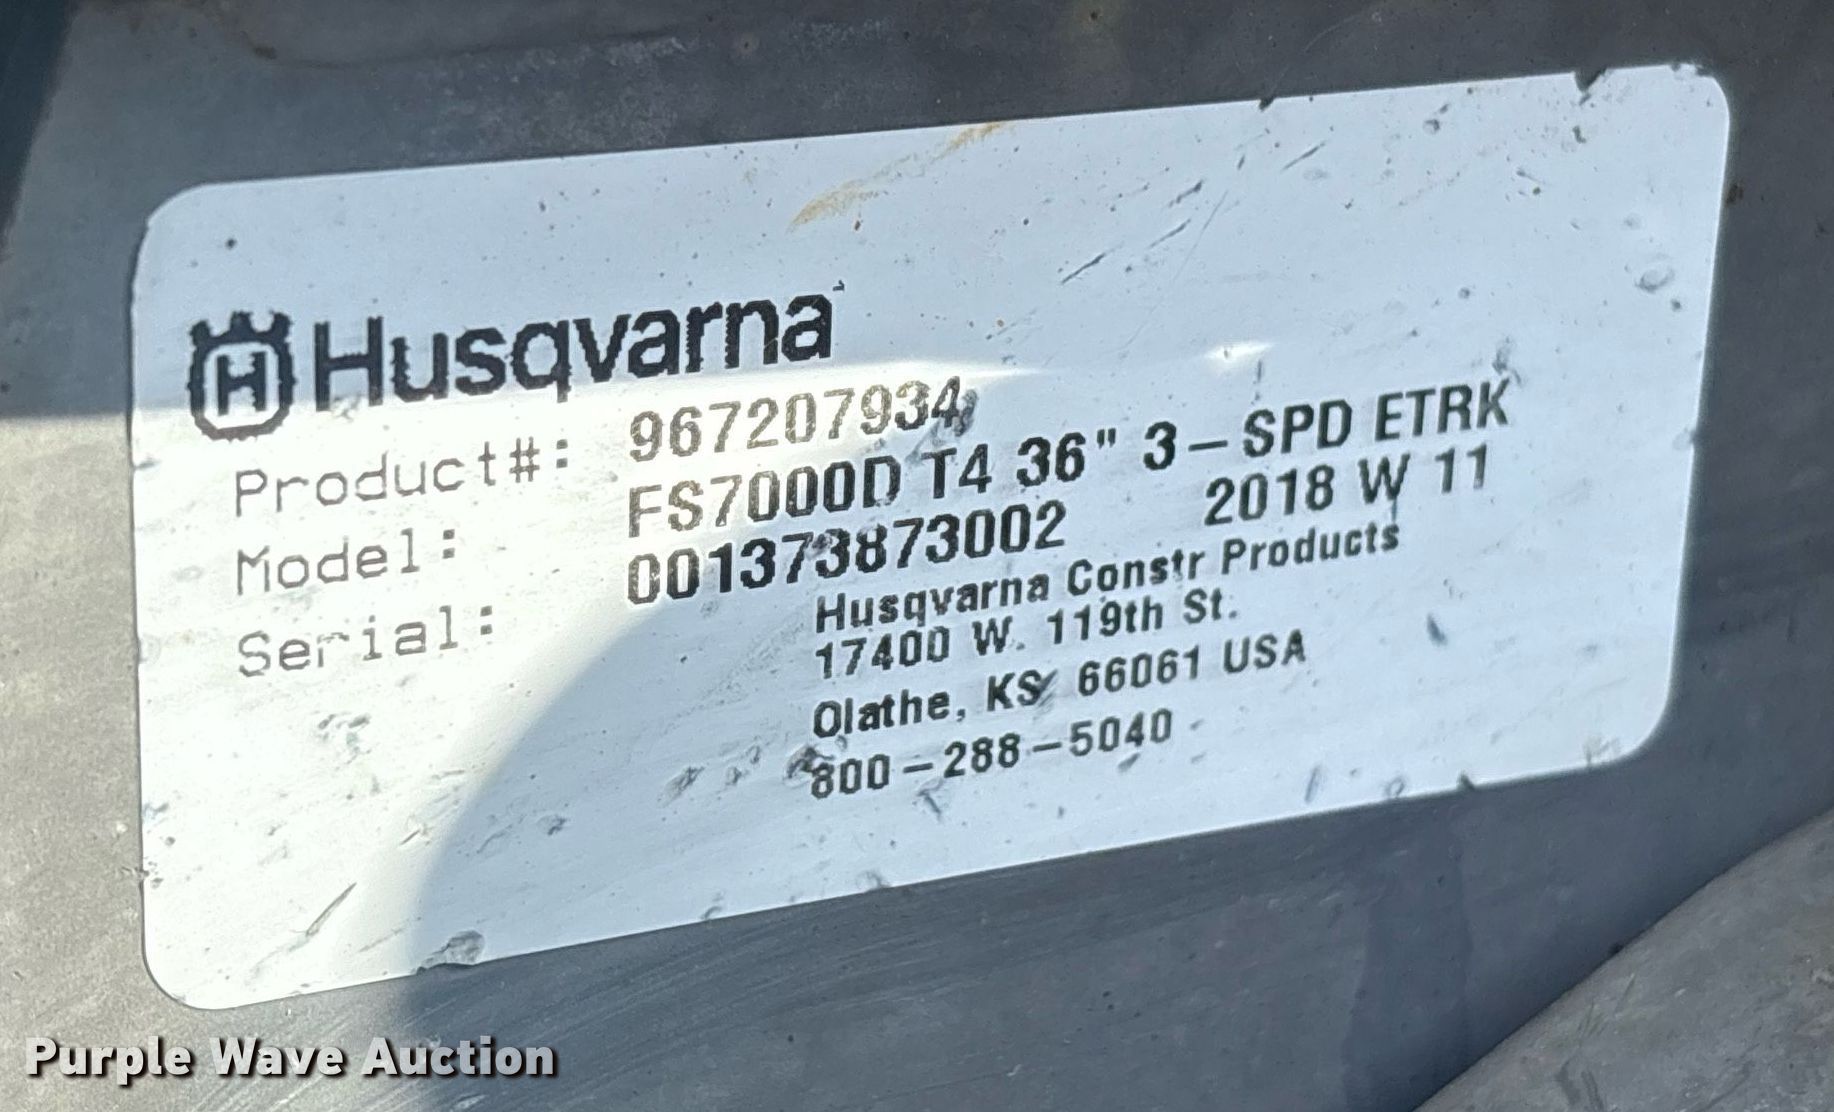 H Husqvarna
Product#: 967207934
Model: FS7000D T4 36" 3-SPD ETRK
Serial: 001373873002 2018 W 11
Husqvarna Constr Products
17400 W. 119th St.
Olathe, KS 66061 USA
800-288-5040
Purple Wave Auction